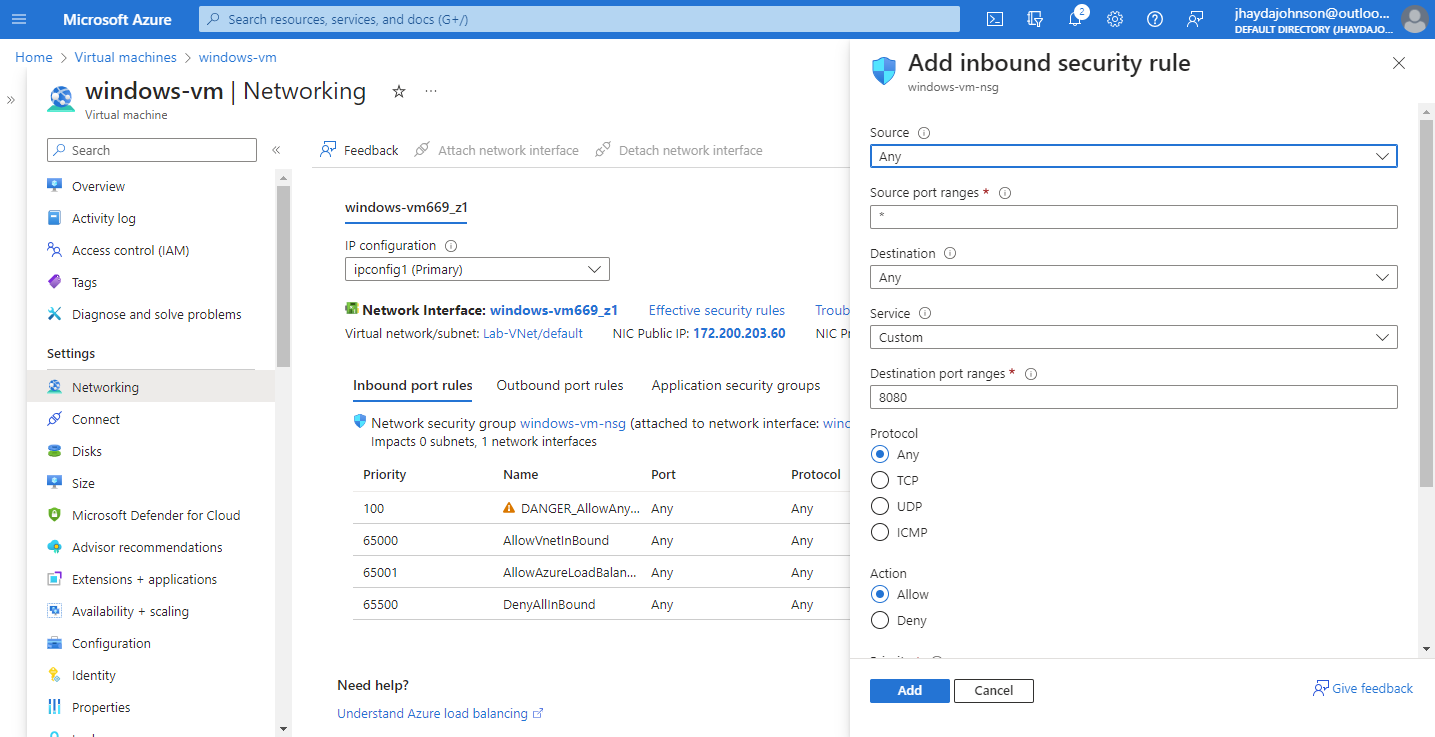 Microsoft Azure
Search resources, services, and docs (G+/)
2
jhaydajohnson@outloo...
DEFAULT DIRECTORY (JHAYDAJO...
Home > Virtual machines > windows-vm
windows-vm | Networking
Virtual machine
Search
Overview
Activity log
Access control (IAM)
Tags
Diagnose and solve problems
Settings
Networking
Connect
Disks
Size
Microsoft Defender for Cloud
Advisor recommendations
Extensions + applications
Availability + scaling
Configuration
Identity
Properties
Feedback Attach network interface Detach network interface
windows-vm669_z1
IP configuration
ipconfig1 (Primary)
Network Interface: windows-vm669_z1 Effective security rules Troub
Virtual network/subnet: Lab-VNet/default NIC Public IP: 172.200.203.60 NIC Pr
Inbound port rules Outbound port rules Application security groups
Network security group windows-vm-nsg (attached to network interface: wind
Impacts 0 subnets, 1 network interfaces
Priority Name Port Protocol
100 DANGER_AllowAny... Any Any
65000 AllowVnetInBound Any Any
65001 AllowAzureLoadBalan... Any Any
65500 DenyAllInBound Any Any
Need help?
Understand Azure load balancing
Add inbound security rule
windows-vm-nsg
Source
Any
Source port ranges *
*
Destination
Any
Service
Custom
Destination port ranges *
8080
Protocol
Any
TCP
UDP
ICMP
Action
Allow
Deny
Add Cancel
Give feedback